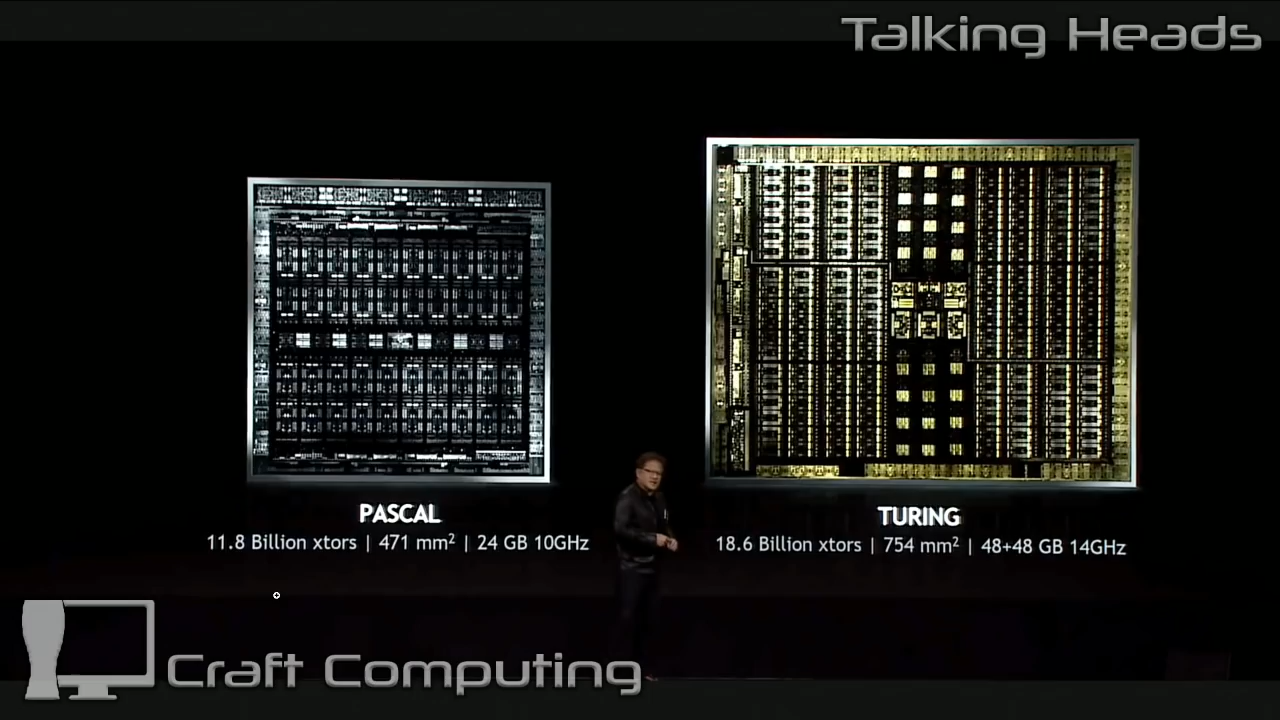 Talking Heads
PASCAL
11.8 Billion xtors | 471 mm² | 24 GB 10GHz
TURING
18.6 Billion xtors | 754 mm² | 48+48 GB 14GHz
Craft Computing